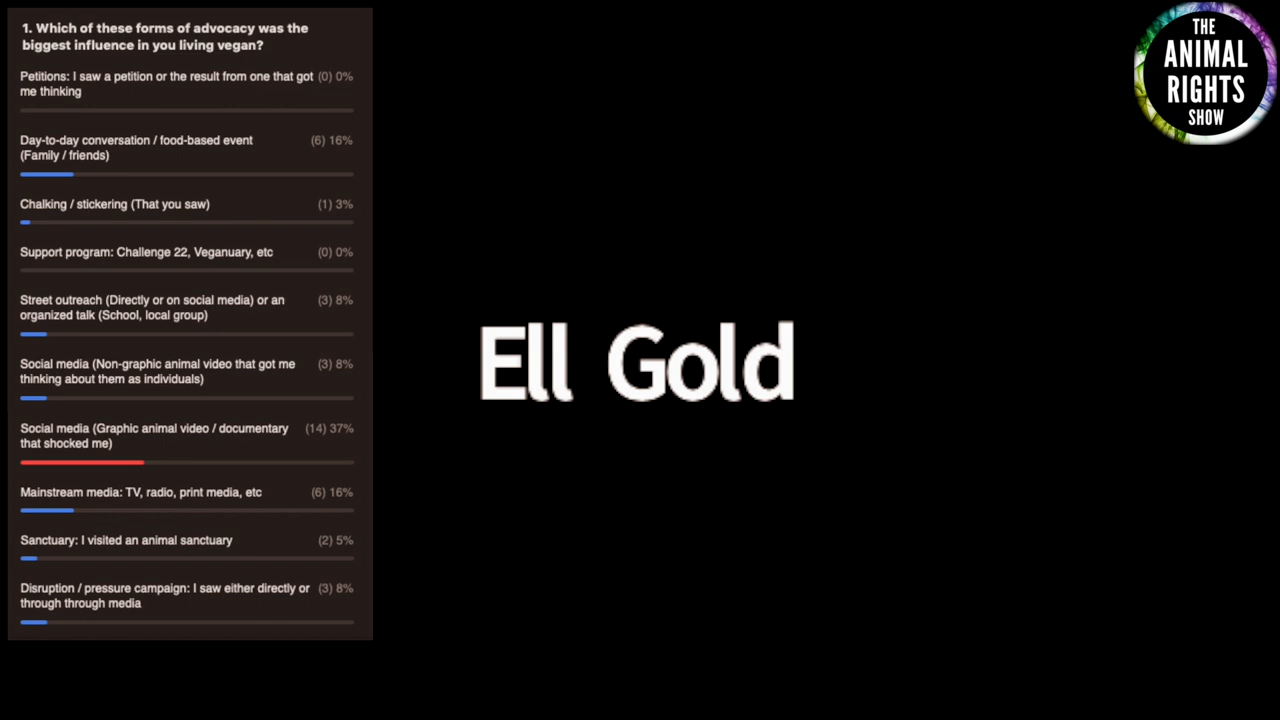 1. Which of these forms of advocacy was the
biggest influence in you living vegan?
Petitions: I saw a petition or the result from one that got (0) 0%
me thinking
Day-to-day conversation / food-based event (6) 16%
(Family / friends)
Chalking / stickering (That you saw) (1) 3%
Support program: Challenge 22, Veganuary, etc (0) 0%
Street outreach (Directly or on social media) or an (3) 8%
organized talk (School, local group)
Social media (Non-graphic animal video that got me (3) 8%
thinking about them as individuals)
Social media (Graphic animal video / documentary (14) 37%
that shocked me)
Mainstream media: TV, radio, print media, etc (6) 16%
Sanctuary: I visited an animal sanctuary (2) 5%
Disruption / pressure campaign: I saw either directly or (3) 8%
through through media
Ell Gold
THE
ANIMAL
RIGHTS
SHOW